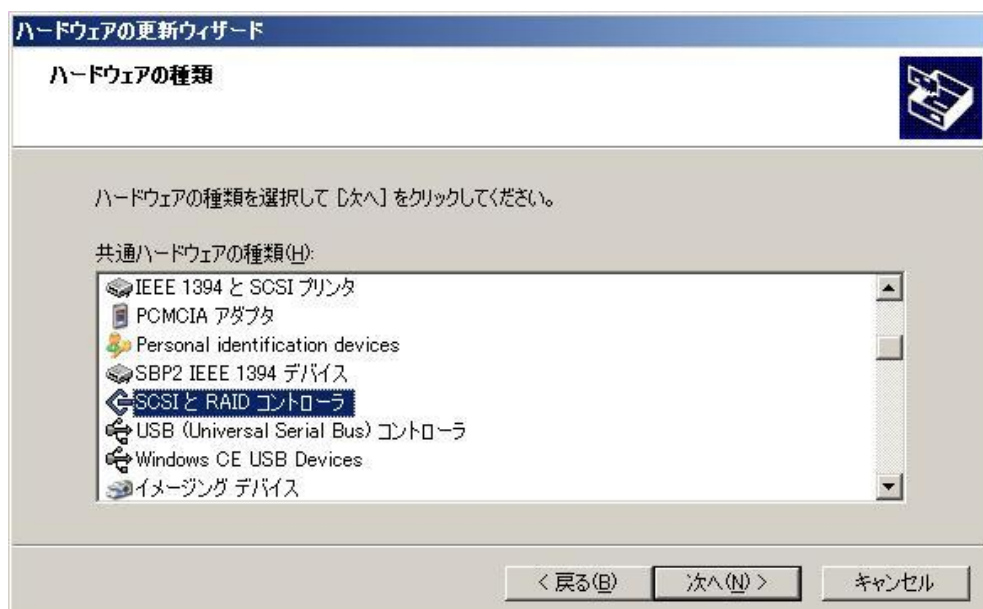 ハードウェアの更新ウィザード
ハードウェアの種類
ハードウェアの種類を選択して [次へ] をクリックしてください。
共通ハードウェアの種類(H):
IEEE 1394 と SCSI プリンタ
PCMCIA アダプタ
Personal identification devices
SBP2 IEEE 1394 デバイス
SCSI と RAID コントローラ
USB (Universal Serial Bus) コントローラ
Windows CE USB Devices
イメージング デバイス
< 戻る(B) 次へ(N) > キャンセル